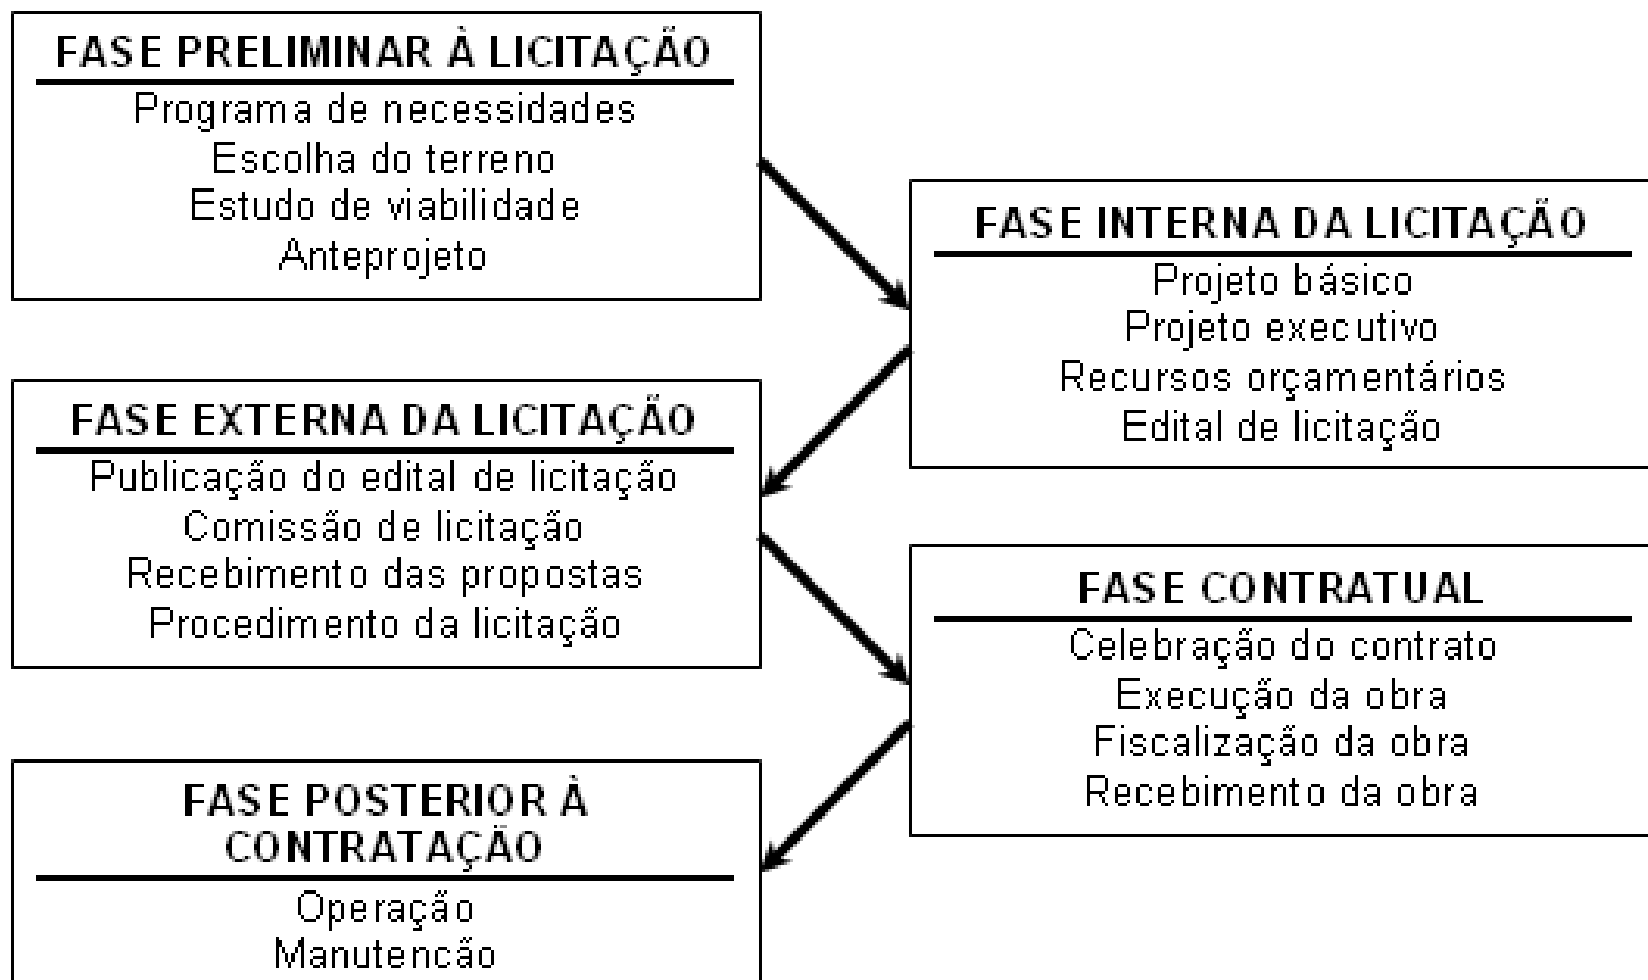 FASE PRELIMINAR À LICITAÇÃO
Programa de necessidades
Escolha do terreno
Estudo de viabilidade
Anteprojeto
FASE INTERNA DA LICITAÇÃO
Projeto básico
Projeto executivo
Recursos orçamentários
Edital de licitação
FASE EXTERNA DA LICITAÇÃO
Publicação do edital de licitação
Comissão de licitação
Recebimento das propostas
Procedimento da licitação
FASE CONTRATUAL
Celebração do contrato
Execução da obra
Fiscalização da obra
Recebimento da obra
FASE POSTERIOR À
CONTRATAÇÃO
Operação
Manutenção